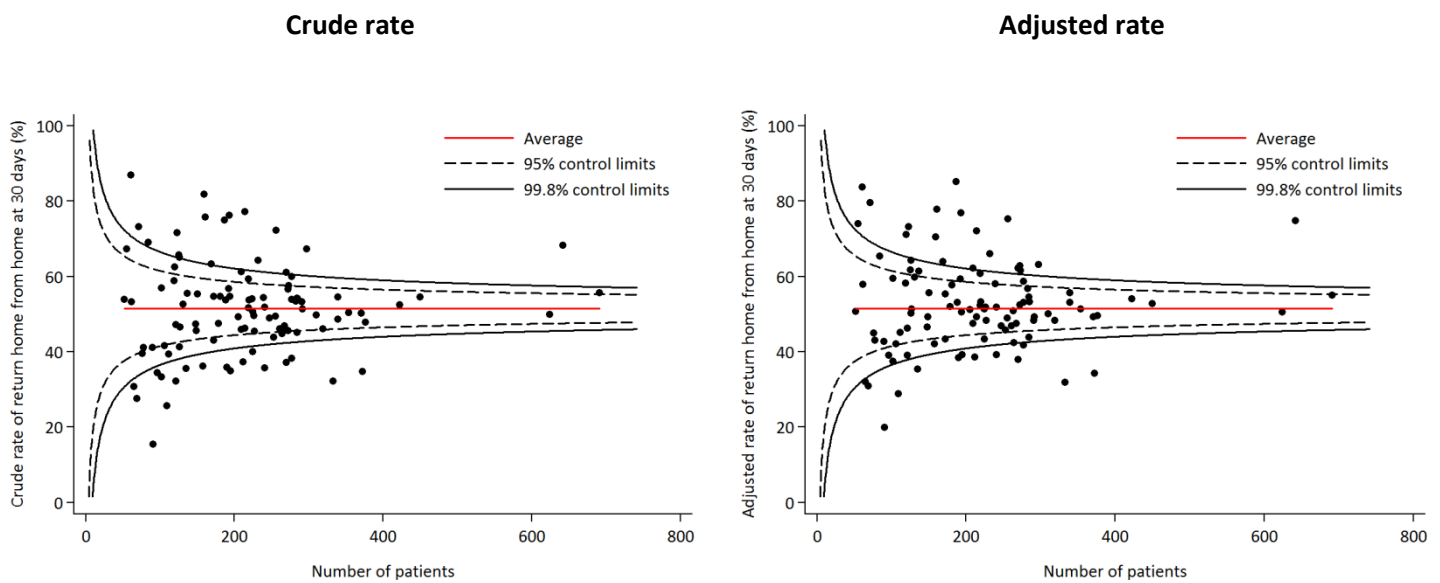 Crude rate
Crude rate of return home from home at 30 days (%)
100
80
60
40
20
0
Average
95% control limits
99.8% control limits
0
200
400
600
800
Number of patients
Adjusted rate
Adjusted rate of return home from home at 30 days (%)
100
80
60
40
20
0
Average
95% control limits
99.8% control limits
0
200
400
600
800
Number of patients